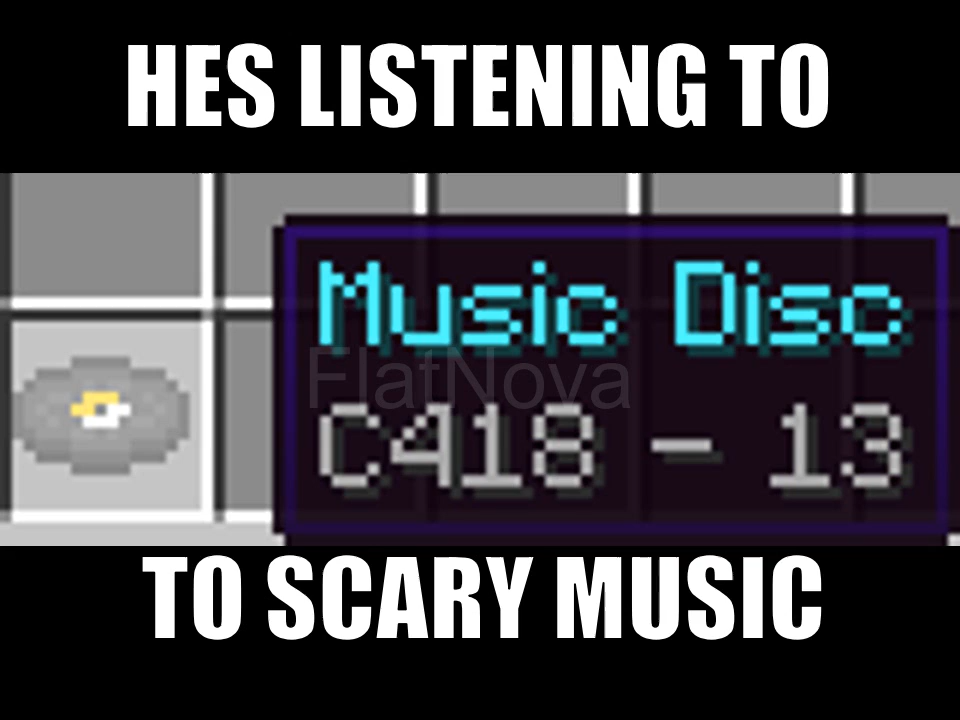 HES LISTENING TO
Music Disc
FlatNova
C418 - 13
TO SCARY MUSIC